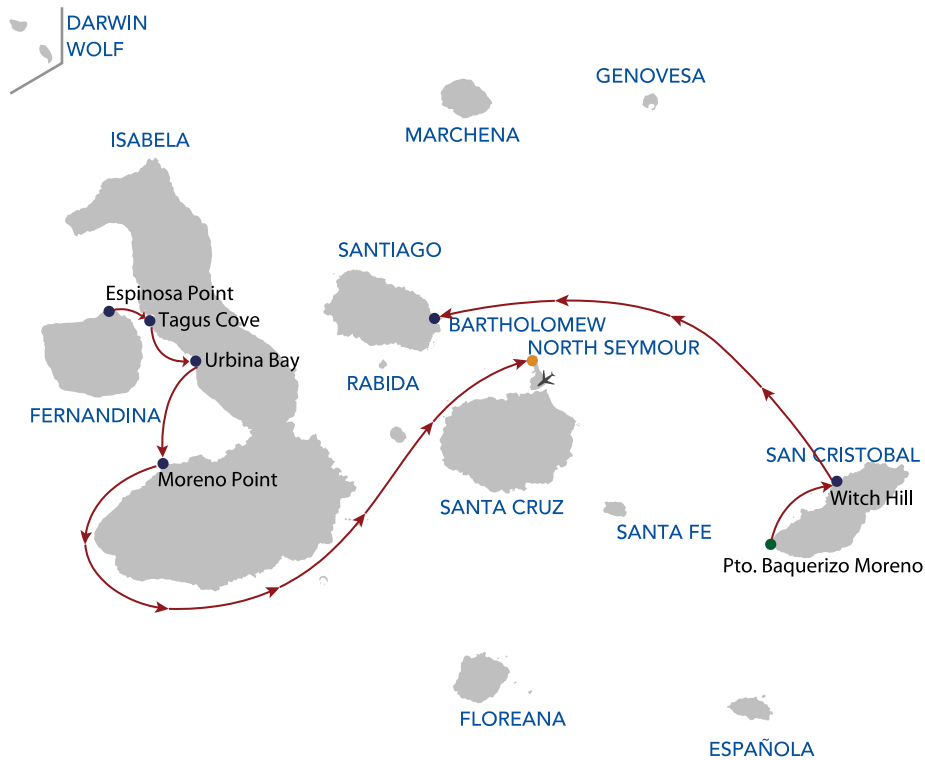 DARWIN
WOLF
GENOVESA
MARCHENA
ISABELA
SANTIAGO
Espinosa Point
Tagus Cove
BARTHOLOMEW
NORTH SEYMOUR
Urbina Bay
RABIDA
FERNANDINA
SAN CRISTOBAL
Moreno Point
Witch Hill
SANTA CRUZ
SANTA FE
Pto. Baquerizo Moreno
FLOREANA
ESPAÑOLA